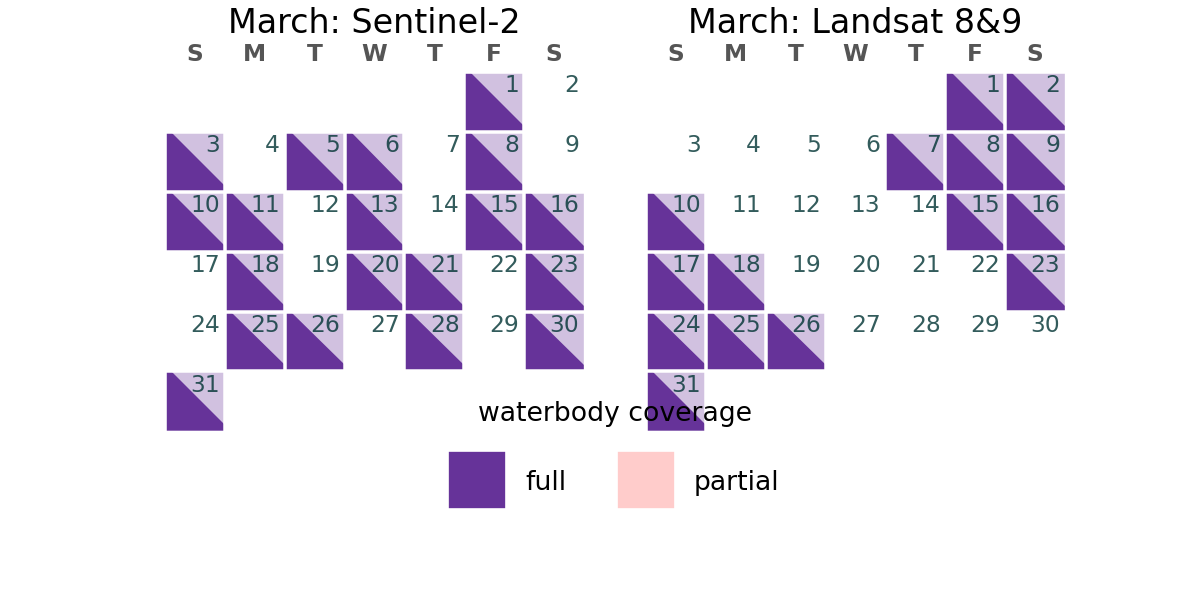 March: Sentinel-2
S M T W T F S
1 2
3 4 5 6 7 8 9
10 11 12 13 14 15 16
17 18 19 20 21 22 23
24 25 26 27 28 29 30
31
March: Landsat 8&9
S M T W T F S
1 2
3 4 5 6 7 8 9
10 11 12 13 14 15 16
17 18 19 20 21 22 23
24 25 26 27 28 29 30
31
waterbody coverage
full partial